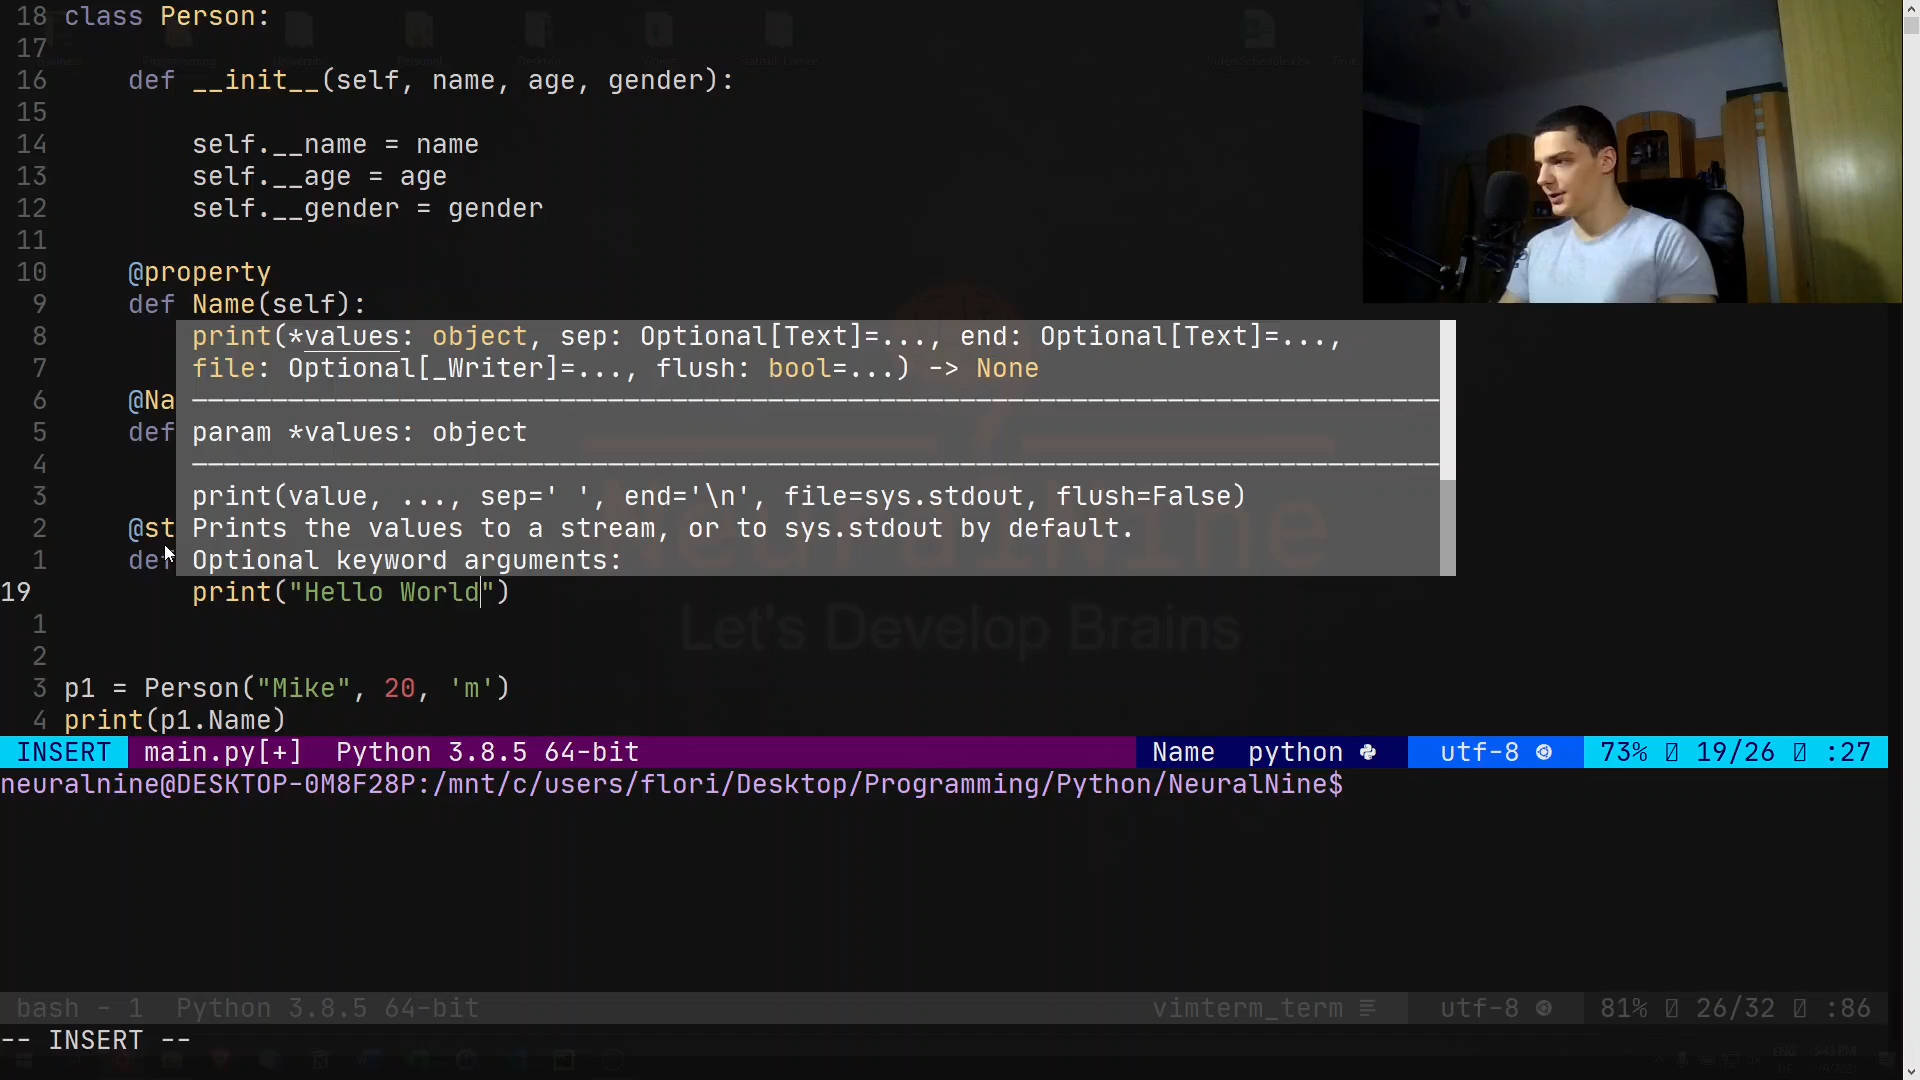 18 class Person:
17
16 def __init__(self, name, age, gender):
15
14 self.__name = name
13 self.__age = age
12 self.__gender = gender
11
10 @property
9 def Name(self):
8 print(*values: object, sep: Optional[Text]=..., end: Optional[Text]=...,
7 file: Optional[_Writer]=..., flush: bool=...) -> None
6 @Na
5 def param *values: object
4
3 print(value, ..., sep=' ', end='\n', file=sys.stdout, flush=False)
2 @st Prints the values to a stream, or to sys.stdout by default.
1 def Optional keyword arguments:
19 print("Hello World")
1
2
3 p1 = Person("Mike", 20, 'm')
4 print(p1.Name)
NeuralNine
Let's Develop Brains
INSERT main.py[+] Python 3.8.5 64-bit Name python utf-8 73% 19/26 :27
neuralnine@DESKTOP-0M8F28P:/mnt/c/users/flori/Desktop/Programming/Python/NeuralNine$
bash - 1 Python 3.8.5 64-bit vimterm_term utf-8 81% 26/32 :86
-- INSERT --